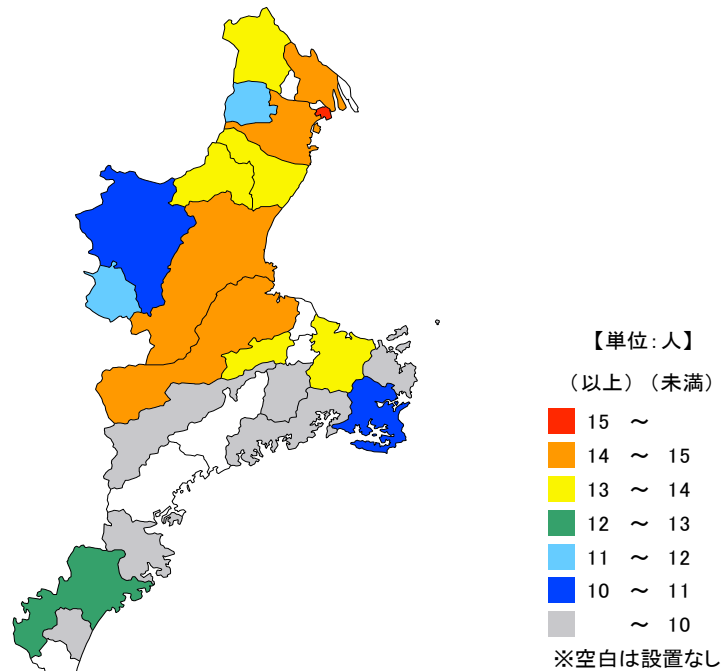 【単位：人】
（以上）（未満）
15 ～
14 ～ 15
13 ～ 14
12 ～ 13
11 ～ 12
10 ～ 11
～ 10
※空白は設置なし